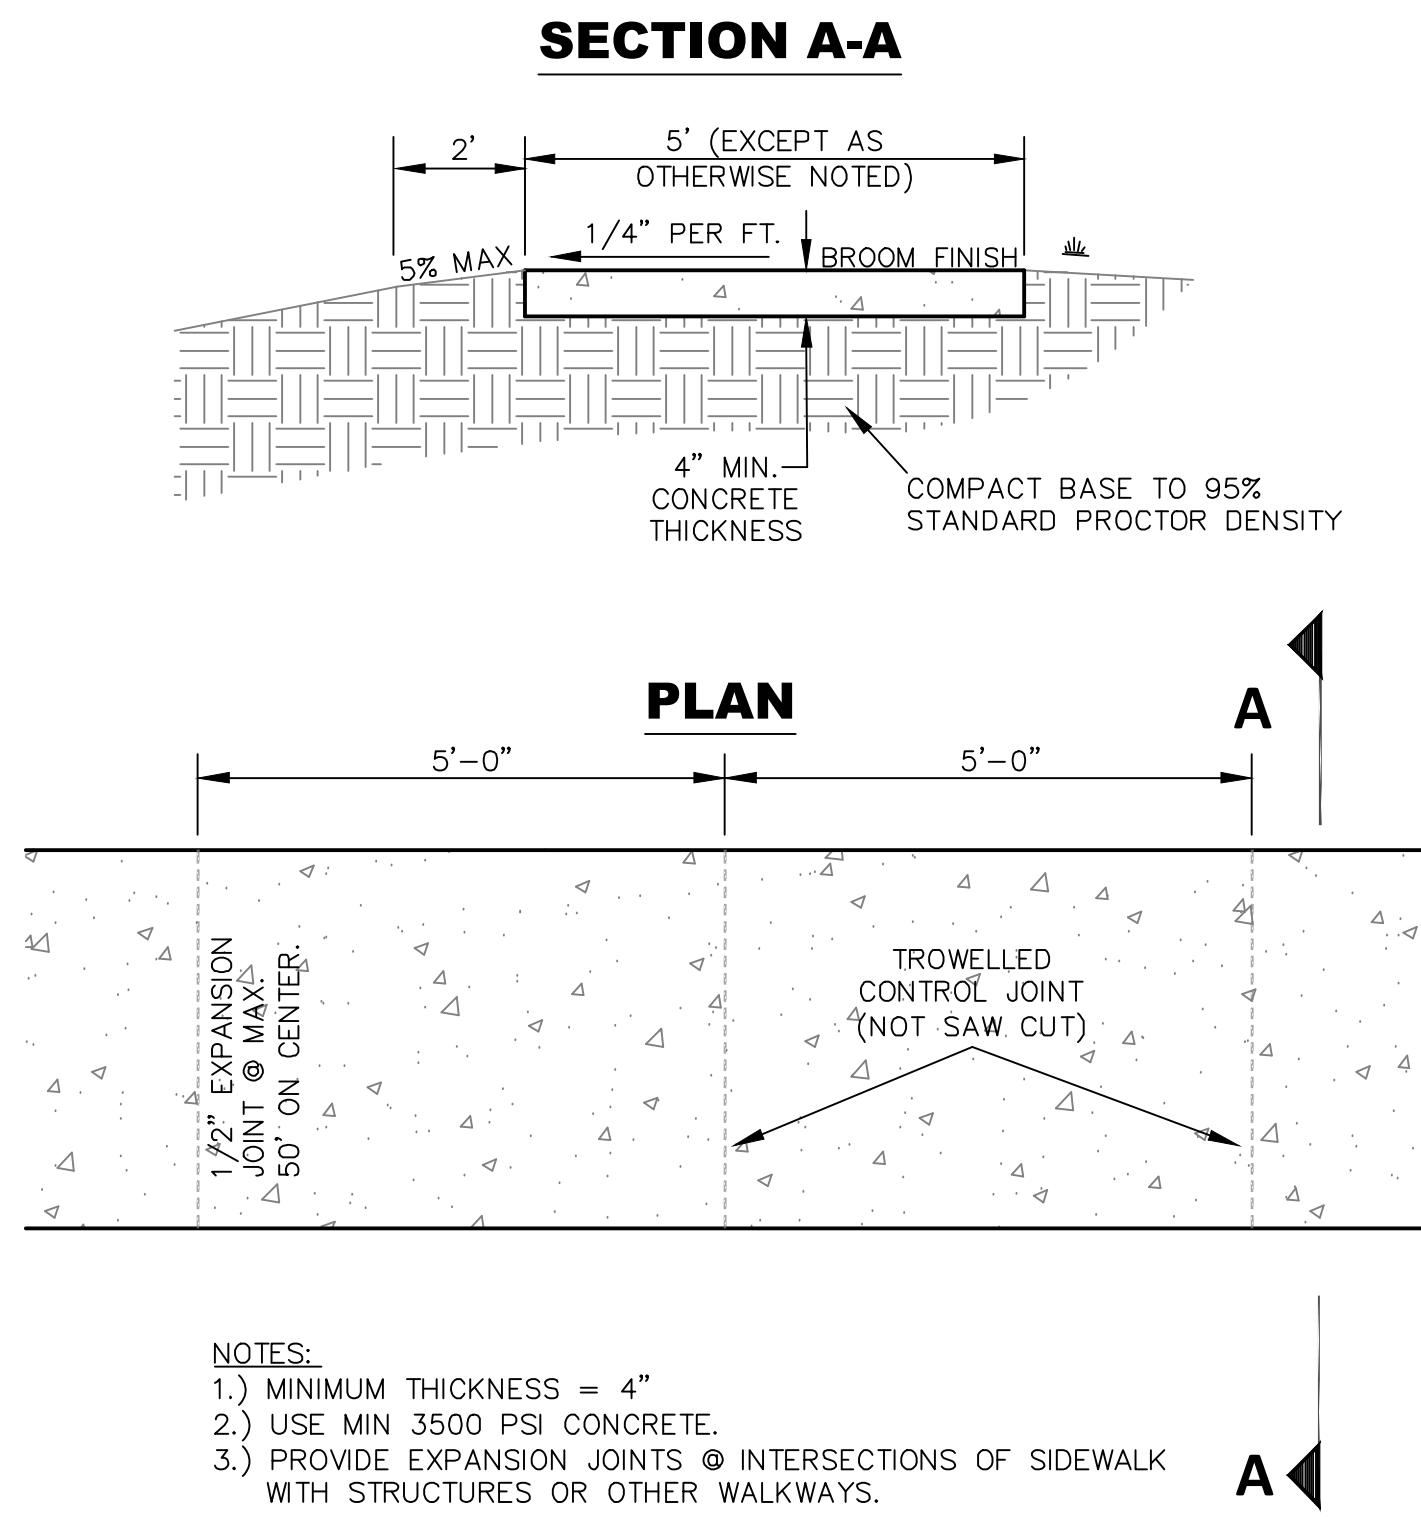 SECTION A-A
2'
5' (EXCEPT AS
OTHERWISE NOTED)
1/4" PER FT.
5% MAX
BROOM FINISH
4" MIN.
CONCRETE
THICKNESS
COMPACT BASE TO 95%
STANDARD PROCTOR DENSITY
PLAN
A
5'-0"
5'-0"
1/2" EXPANSION
JOINT @ MAX.
50' ON CENTER.
TROWELLED
CONTROL JOINT
(NOT SAW CUT)
NOTES:
1.) MINIMUM THICKNESS = 4"
2.) USE MIN 3500 PSI CONCRETE.
3.) PROVIDE EXPANSION JOINTS @ INTERSECTIONS OF SIDEWALK
WITH STRUCTURES OR OTHER WALKWAYS.
A